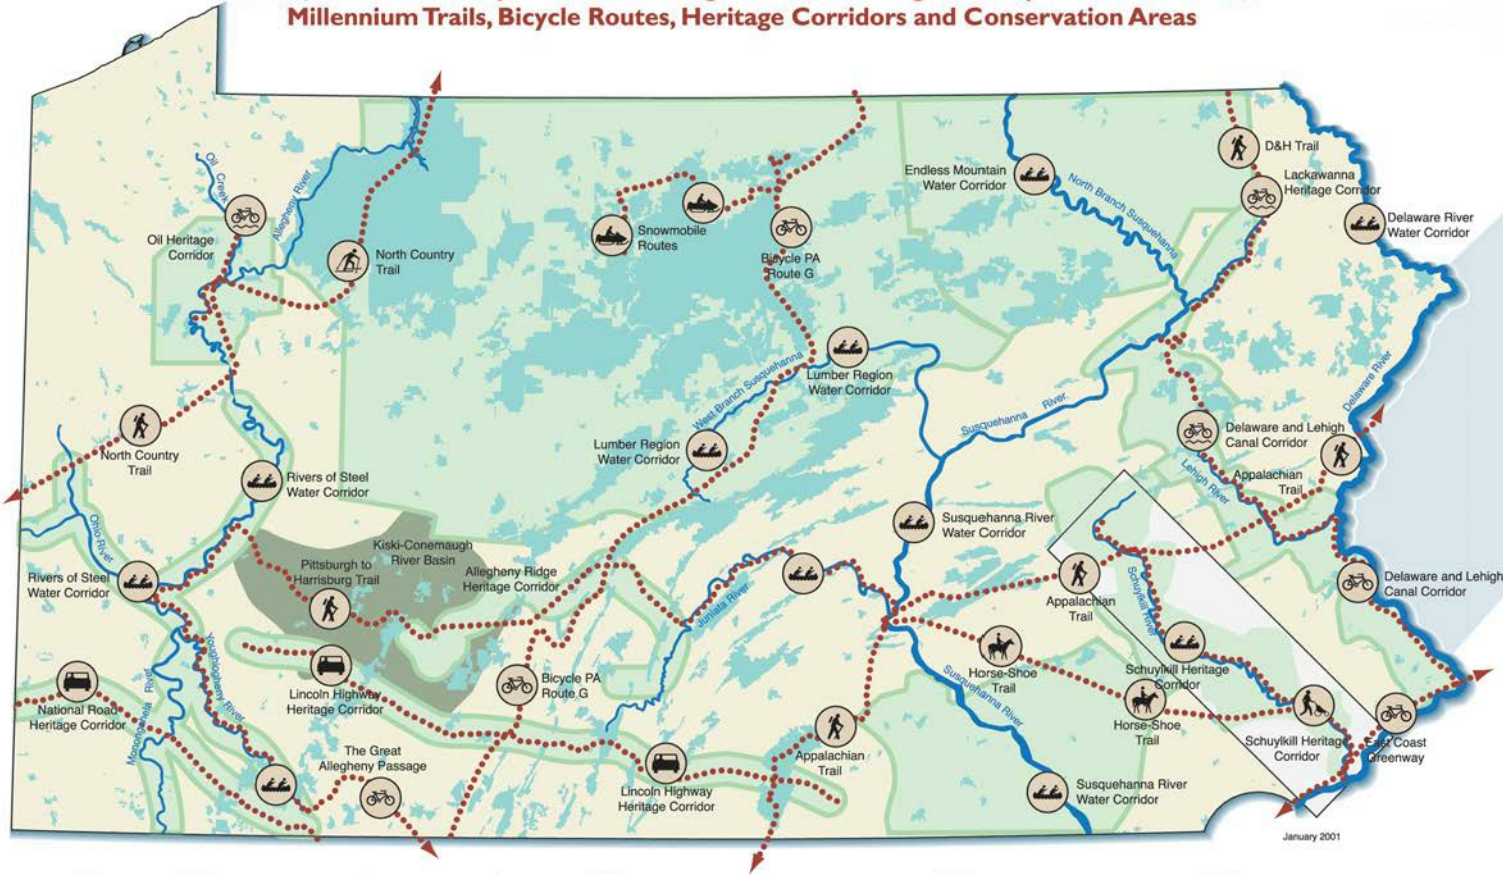 Millennium Trails, Bicycle Routes, Heritage Corridors and Conservation Areas
Oil
Creek
Allegheny River
Oil Heritage
Corridor
North Country
Trail
Snowmobile
Routes
Bicycle PA
Route G
Endless Mountain
Water Corridor
North Branch Susquehanna
D&H Trail
Lackawanna
Heritage Corridor
Delaware River
Water Corridor
Lumber Region
Water Corridor
West Branch Susquehanna
Lumber Region
Water Corridor
Susquehanna River
Delaware River
Delaware and Lehigh
Canal Corridor
Lehigh River
Appalachian
Trail
North Country
Trail
Rivers of Steel
Water Corridor
Ohio River
Rivers of Steel
Water Corridor
Kiski-Conemaugh
River Basin
Pittsburgh to
Harrisburg Trail
Allegheny Ridge
Heritage Corridor
Juniata River
Susquehanna River
Water Corridor
Appalachian
Trail
Schuylkill River
Delaware and Lehigh
Canal Corridor
National Road
Heritage Corridor
Monongahela River
Youghiogheny River
Lincoln Highway
Heritage Corridor
Bicycle PA
Route G
Horse-Shoe
Trail
Schuylkill Heritage
Corridor
Horse-Shoe
Trail
Susquehanna River
The Great
Allegheny Passage
Lincoln Highway
Heritage Corridor
Appalachian
Trail
Schuylkill Heritage
Corridor
East Coast
Greenway
Susquehanna River
Water Corridor
January 2001